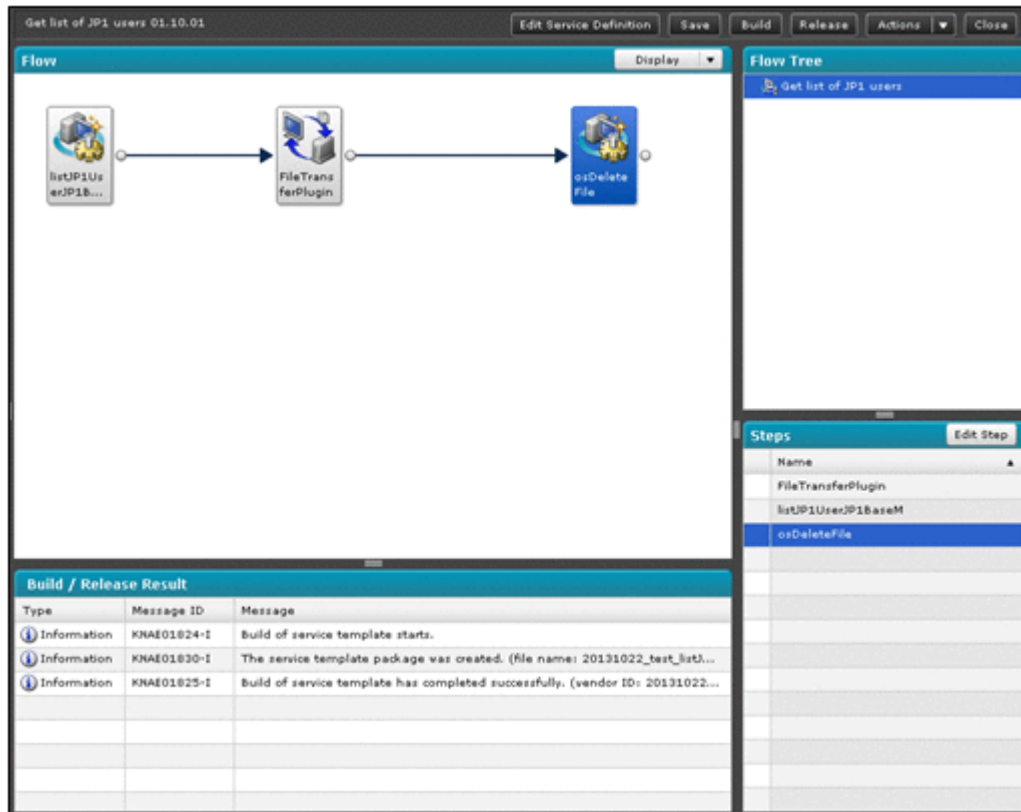 Get list of JP1 users 01.10.01
Edit Service Definition
Save
Build
Release
Actions
Close
Flow
Display
listJP1Us
erJP1B...
FileTrans
ferPlugin
osDelete
File
Flow Tree
Get list of JP1 users
Steps
Edit Step
Name
FileTransferPlugin
listJP1UserJP1BaseM
osDeleteFile
Build / Release Result
Type Message ID Message
Information KNAE01824-I Build of service template starts.
Information KNAE01830-I The service template package was created. (file name: 20131022_test_listJ...
Information KNAE01825-I Build of service template has completed successfully. (vendor ID: 20131022...